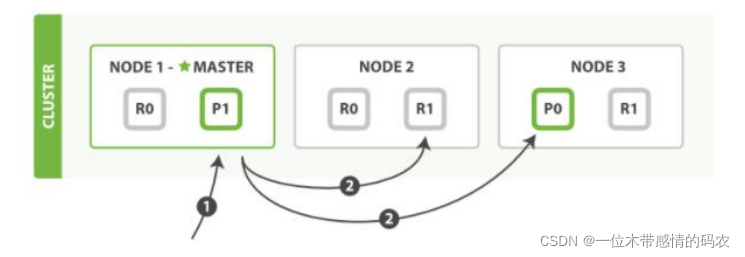 CLUSTER
NODE 1 - ★ MASTER
R0
P1
NODE 2
R0
R1
NODE 3
P0
R1
1
2
2
CSDN @一位木带感情的码农